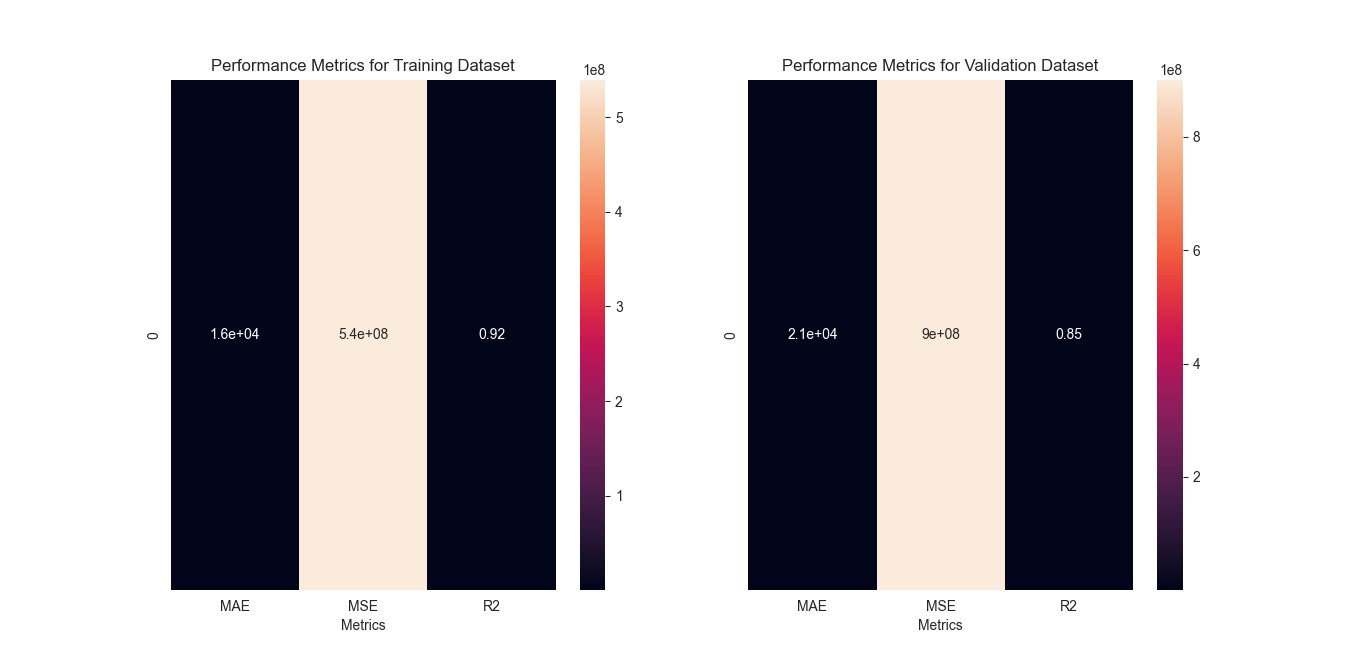 Performance Metrics for Training Dataset
1e8
5
4
3
2
1
0
1.6e+04
5.4e+08
0.92
MAE
MSE
R2
Metrics
Performance Metrics for Validation Dataset
1e8
8
6
4
2
0
2.1e+04
9e+08
0.85
MAE
MSE
R2
Metrics